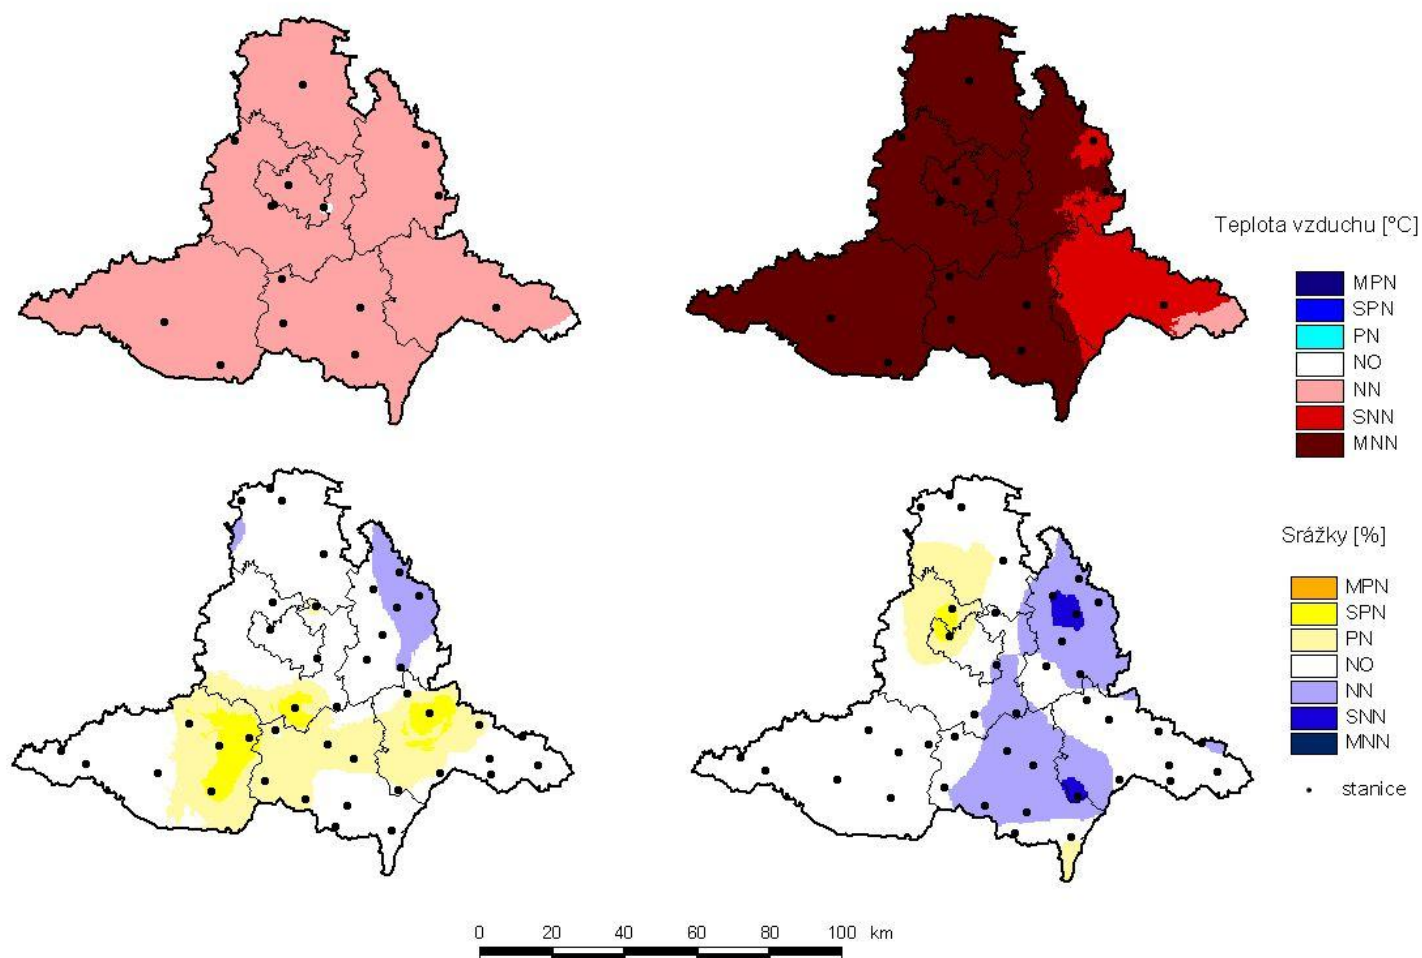 Teplota vzduchu [°C]
MPN
SPN
PN
NO
NN
SNN
MNN
Srážky [%]
MPN
SPN
PN
NO
NN
SNN
MNN
stanice
0 20 40 60 80 100 km